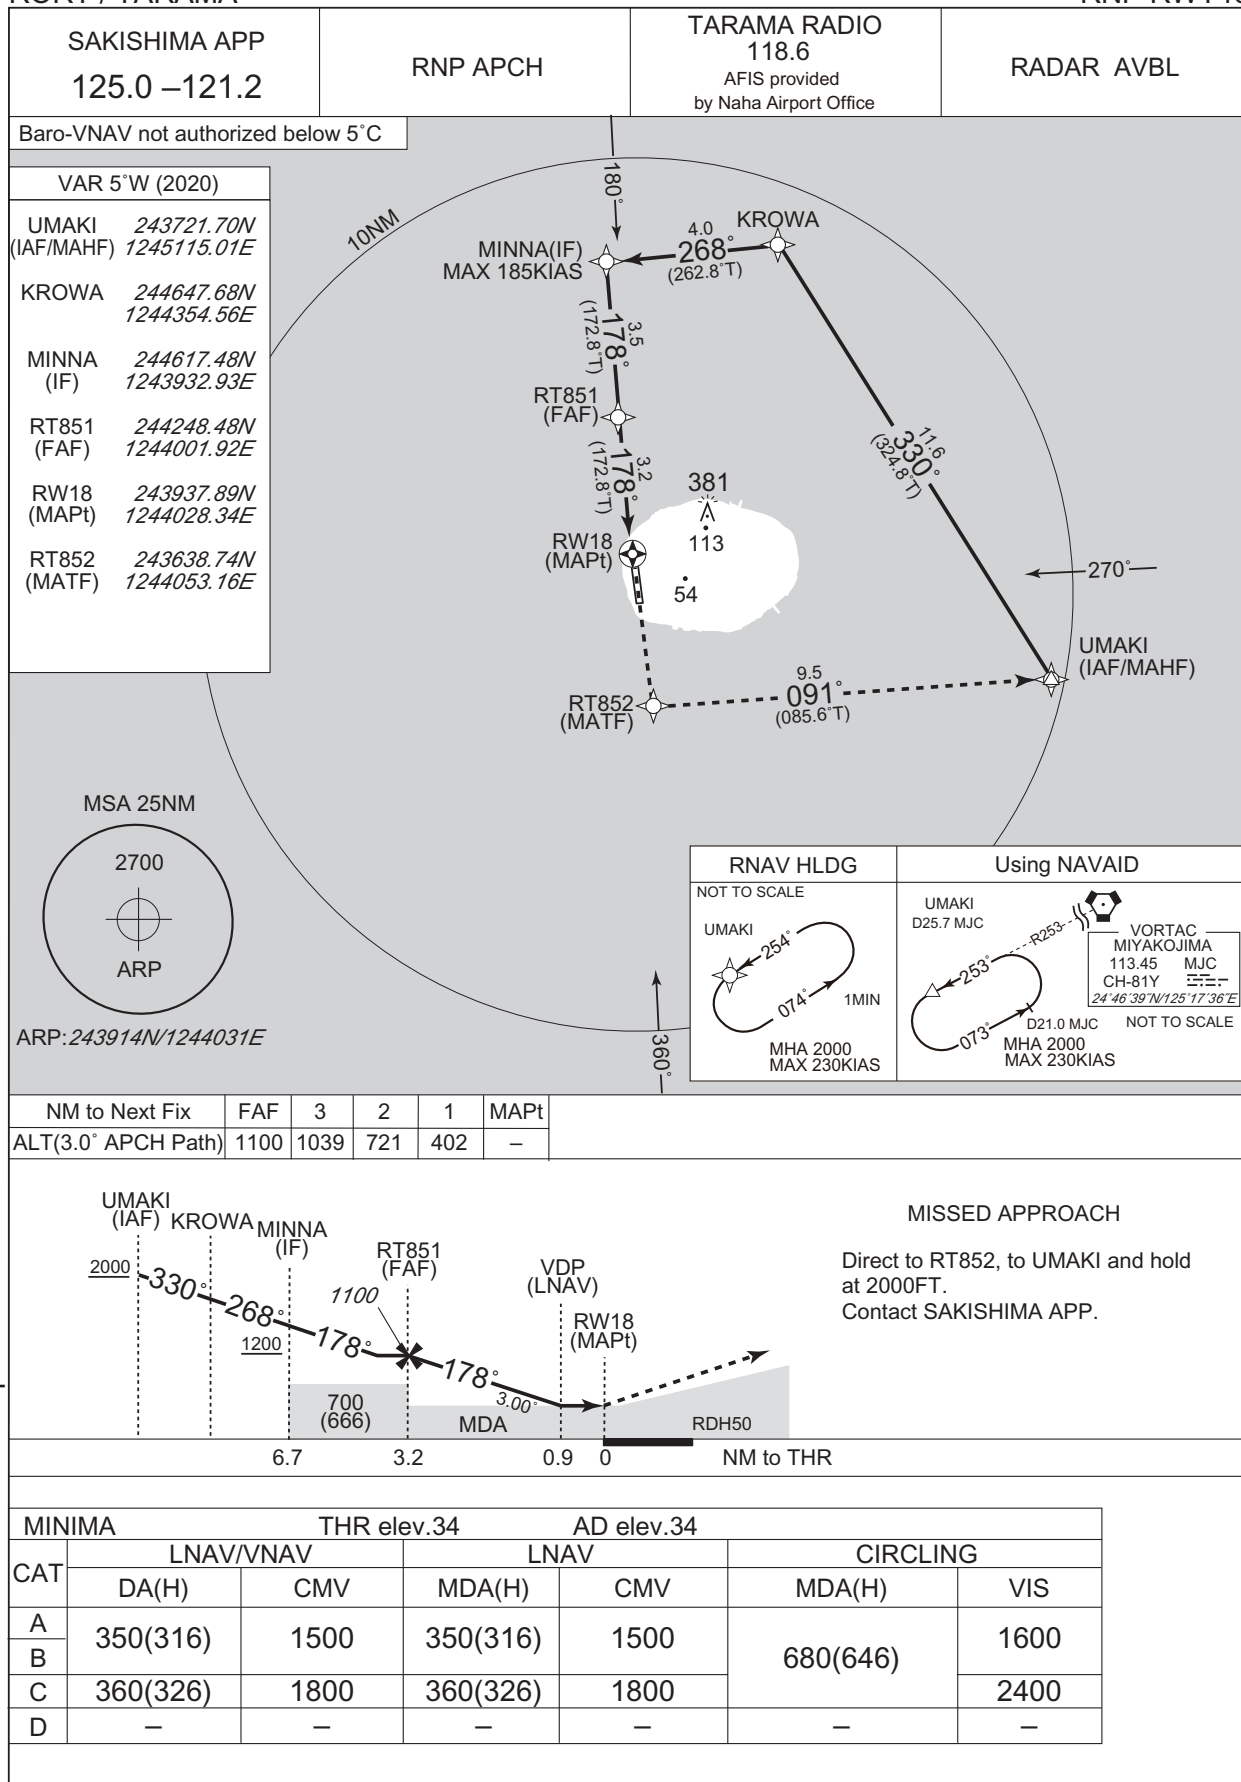 SAKISHIMA APP
125.0 –121.2
RNP APCH
TARAMA RADIO
118.6
AFIS provided
by Naha Airport Office
RADAR AVBL
Baro-VNAV not authorized below 5˚C
VAR 5˚W (2020)
UMAKI 243721.70N
(IAF/MAHF) 1245115.01E
KROWA 244647.68N
1244354.56E
MINNA 244617.48N
(IF) 1243932.93E
RT851 244248.48N
(FAF) 1244001.92E
RW18 243937.89N
(MAPt) 1244028.34E
RT852 243638.74N
(MATF) 1244053.16E
10NM
180˚
MINNA(IF)
MAX 185KIAS
4.0
268˚
(262.8˚T)
KROWA
3.5
178˚
(172.8˚T)
RT851
(FAF)
3.2
178˚
(172.8˚T)
11.6
330˚
(324.8˚T)
381
113
54
RW18
(MAPt)
270˚
UMAKI
(IAF/MAHF)
9.5
091˚
(085.6˚T)
RT852
(MATF)
360˚
MSA 25NM
2700
ARP
ARP:243914N/1244031E
RNAV HLDG
NOT TO SCALE
UMAKI
254˚
074˚
1MIN
MHA 2000
MAX 230KIAS
Using NAVAID
UMAKI
D25.7 MJC
R253
253˚
073˚
D21.0 MJC
MHA 2000
MAX 230KIAS
VORTAC
MIYAKOJIMA
113.45 MJC
CH-81Y
24˚46'39"N/125˚17'36"E
NOT TO SCALE
NM to Next Fix FAF 3 2 1 MAPt
ALT(3.0˚ APCH Path) 1100 1039 721 402 –
UMAKI
(IAF)
KROWA
MINNA
(IF)
RT851
(FAF)
VDP
(LNAV)
RW18
(MAPt)
2000
330˚
268˚
1200
178˚
1100
178˚
3.00˚
700
(666)
MDA
RDH50
6.7 3.2 0.9 0 NM to THR
MISSED APPROACH
Direct to RT852, to UMAKI and hold
at 2000FT.
Contact SAKISHIMA APP.
MINIMA THR elev.34 AD elev.34
CAT LNAV/VNAV LNAV CIRCLING
DA(H) CMV MDA(H) CMV MDA(H) VIS
A
B
350(316) 1500 350(316) 1500 680(646) 1600
C 360(326) 1800 360(326) 1800 2400
D – – – – – –